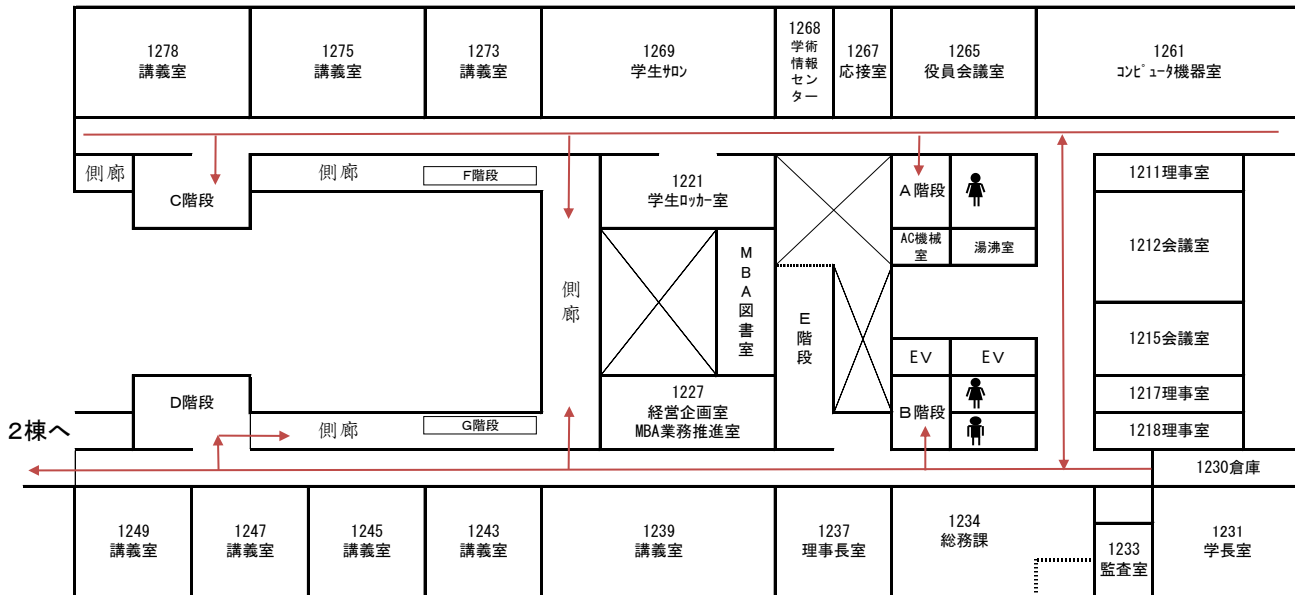 1278
講義室
1275
講義室
1273
講義室
1269
学生ｻﾛﾝ
1268
学術
情報
セン
ター
1267
応接室
1265
役員会議室
1261
ｺﾝﾋﾟｭｰﾀ機器室
側廊
C階段
側廊
F階段
1221
学生ﾛｯｶｰ室
A階段
1211理事室
AC機械
室
湯沸室
1212会議室
側廊
MBA図書室
E階段
1215会議室
EV
EV
1217理事室
D階段
1227
経営企画室
MBA業務推進室
B階段
1218理事室
2棟へ
側廊
G階段
1230倉庫
1249
講義室
1247
講義室
1245
講義室
1243
講義室
1239
講義室
1237
理事長室
1234
総務課
1233
監査室
1231
学長室